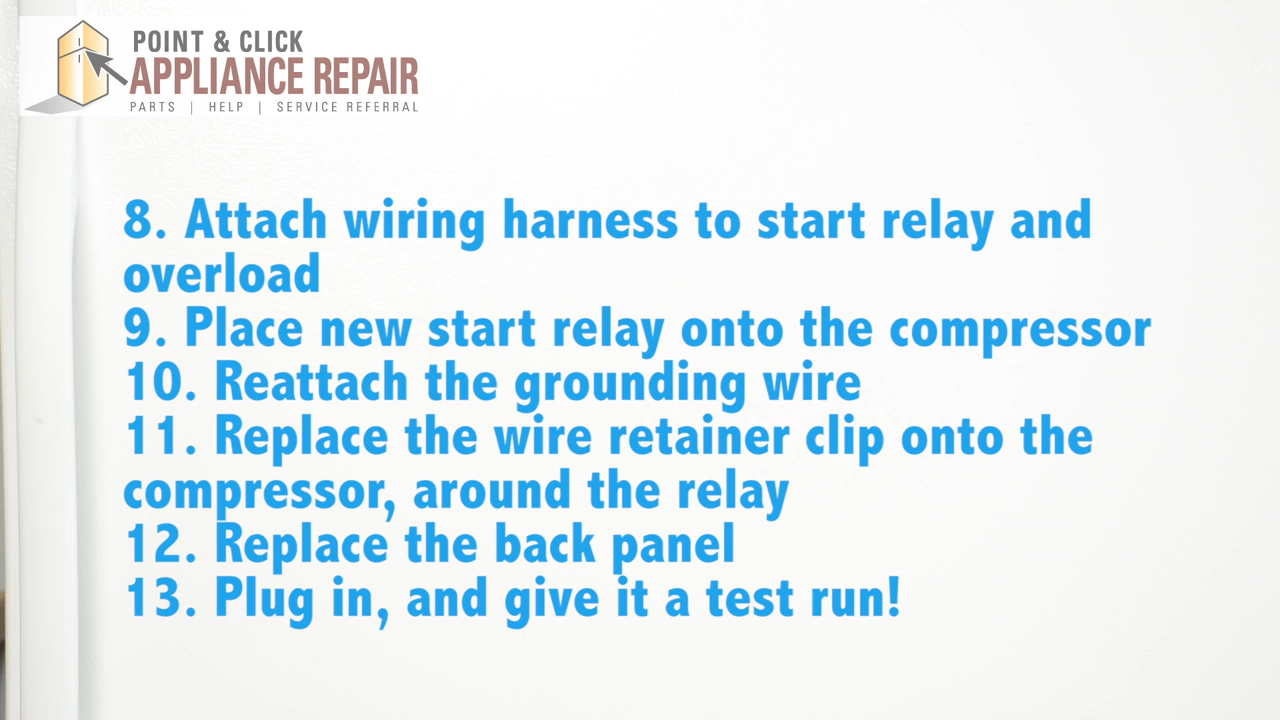 POINT & CLICK
APPLIANCE REPAIR
PARTS | HELP | SERVICE REFERRAL
8. Attach wiring harness to start relay and
overload
9. Place new start relay onto the compressor
10. Reattach the grounding wire
11. Replace the wire retainer clip onto the
compressor, around the relay
12. Replace the back panel
13. Plug in, and give it a test run!